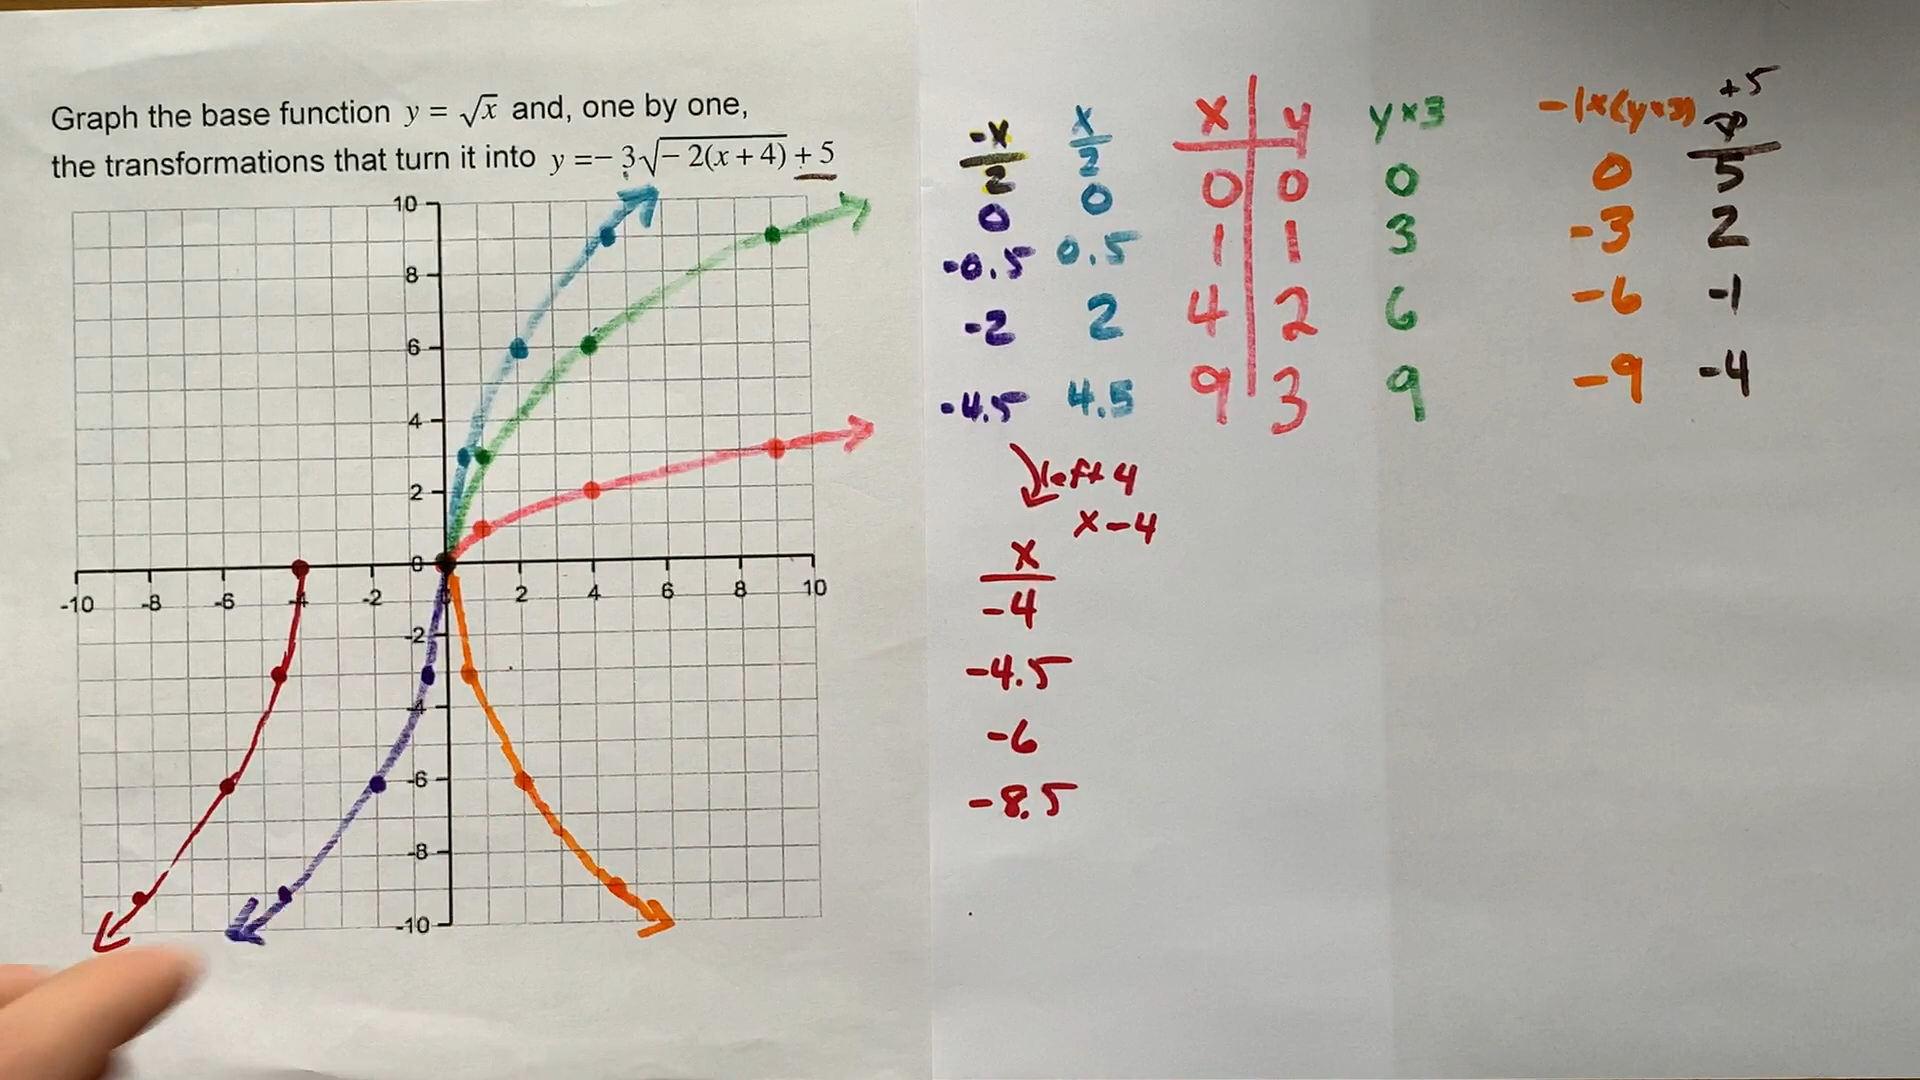 Graph the base function y = √x and, one by one,
the transformations that turn it into y = − 3√− 2(x + 4) + 5
10
8
6
4
2
0
-10 -8 -6 -4 -2 2 4 6 8 10
-2
-4
-6
-8
-10
-x/2 x/2 x y y×3 -1×(y×3) +5
0 0 0 0 0 0 5
-0.5 0.5 1 1 3 -3 2
-2 2 4 2 6 -6 -1
-4.5 4.5 9 3 9 -9 -4
left 4
x-4
x
-4
-4.5
-6
-8.5